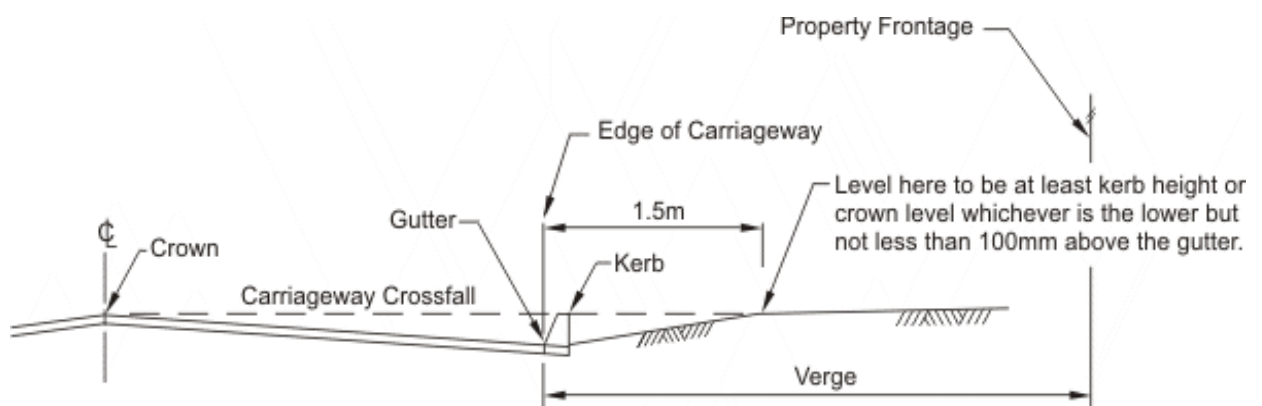 Property Frontage
Edge of Carriageway
Level here to be at least kerb height or
crown level whichever is the lower but
not less than 100mm above the gutter.
1.5m
Gutter
℄
Crown
Kerb
Carriageway Crossfall
Verge